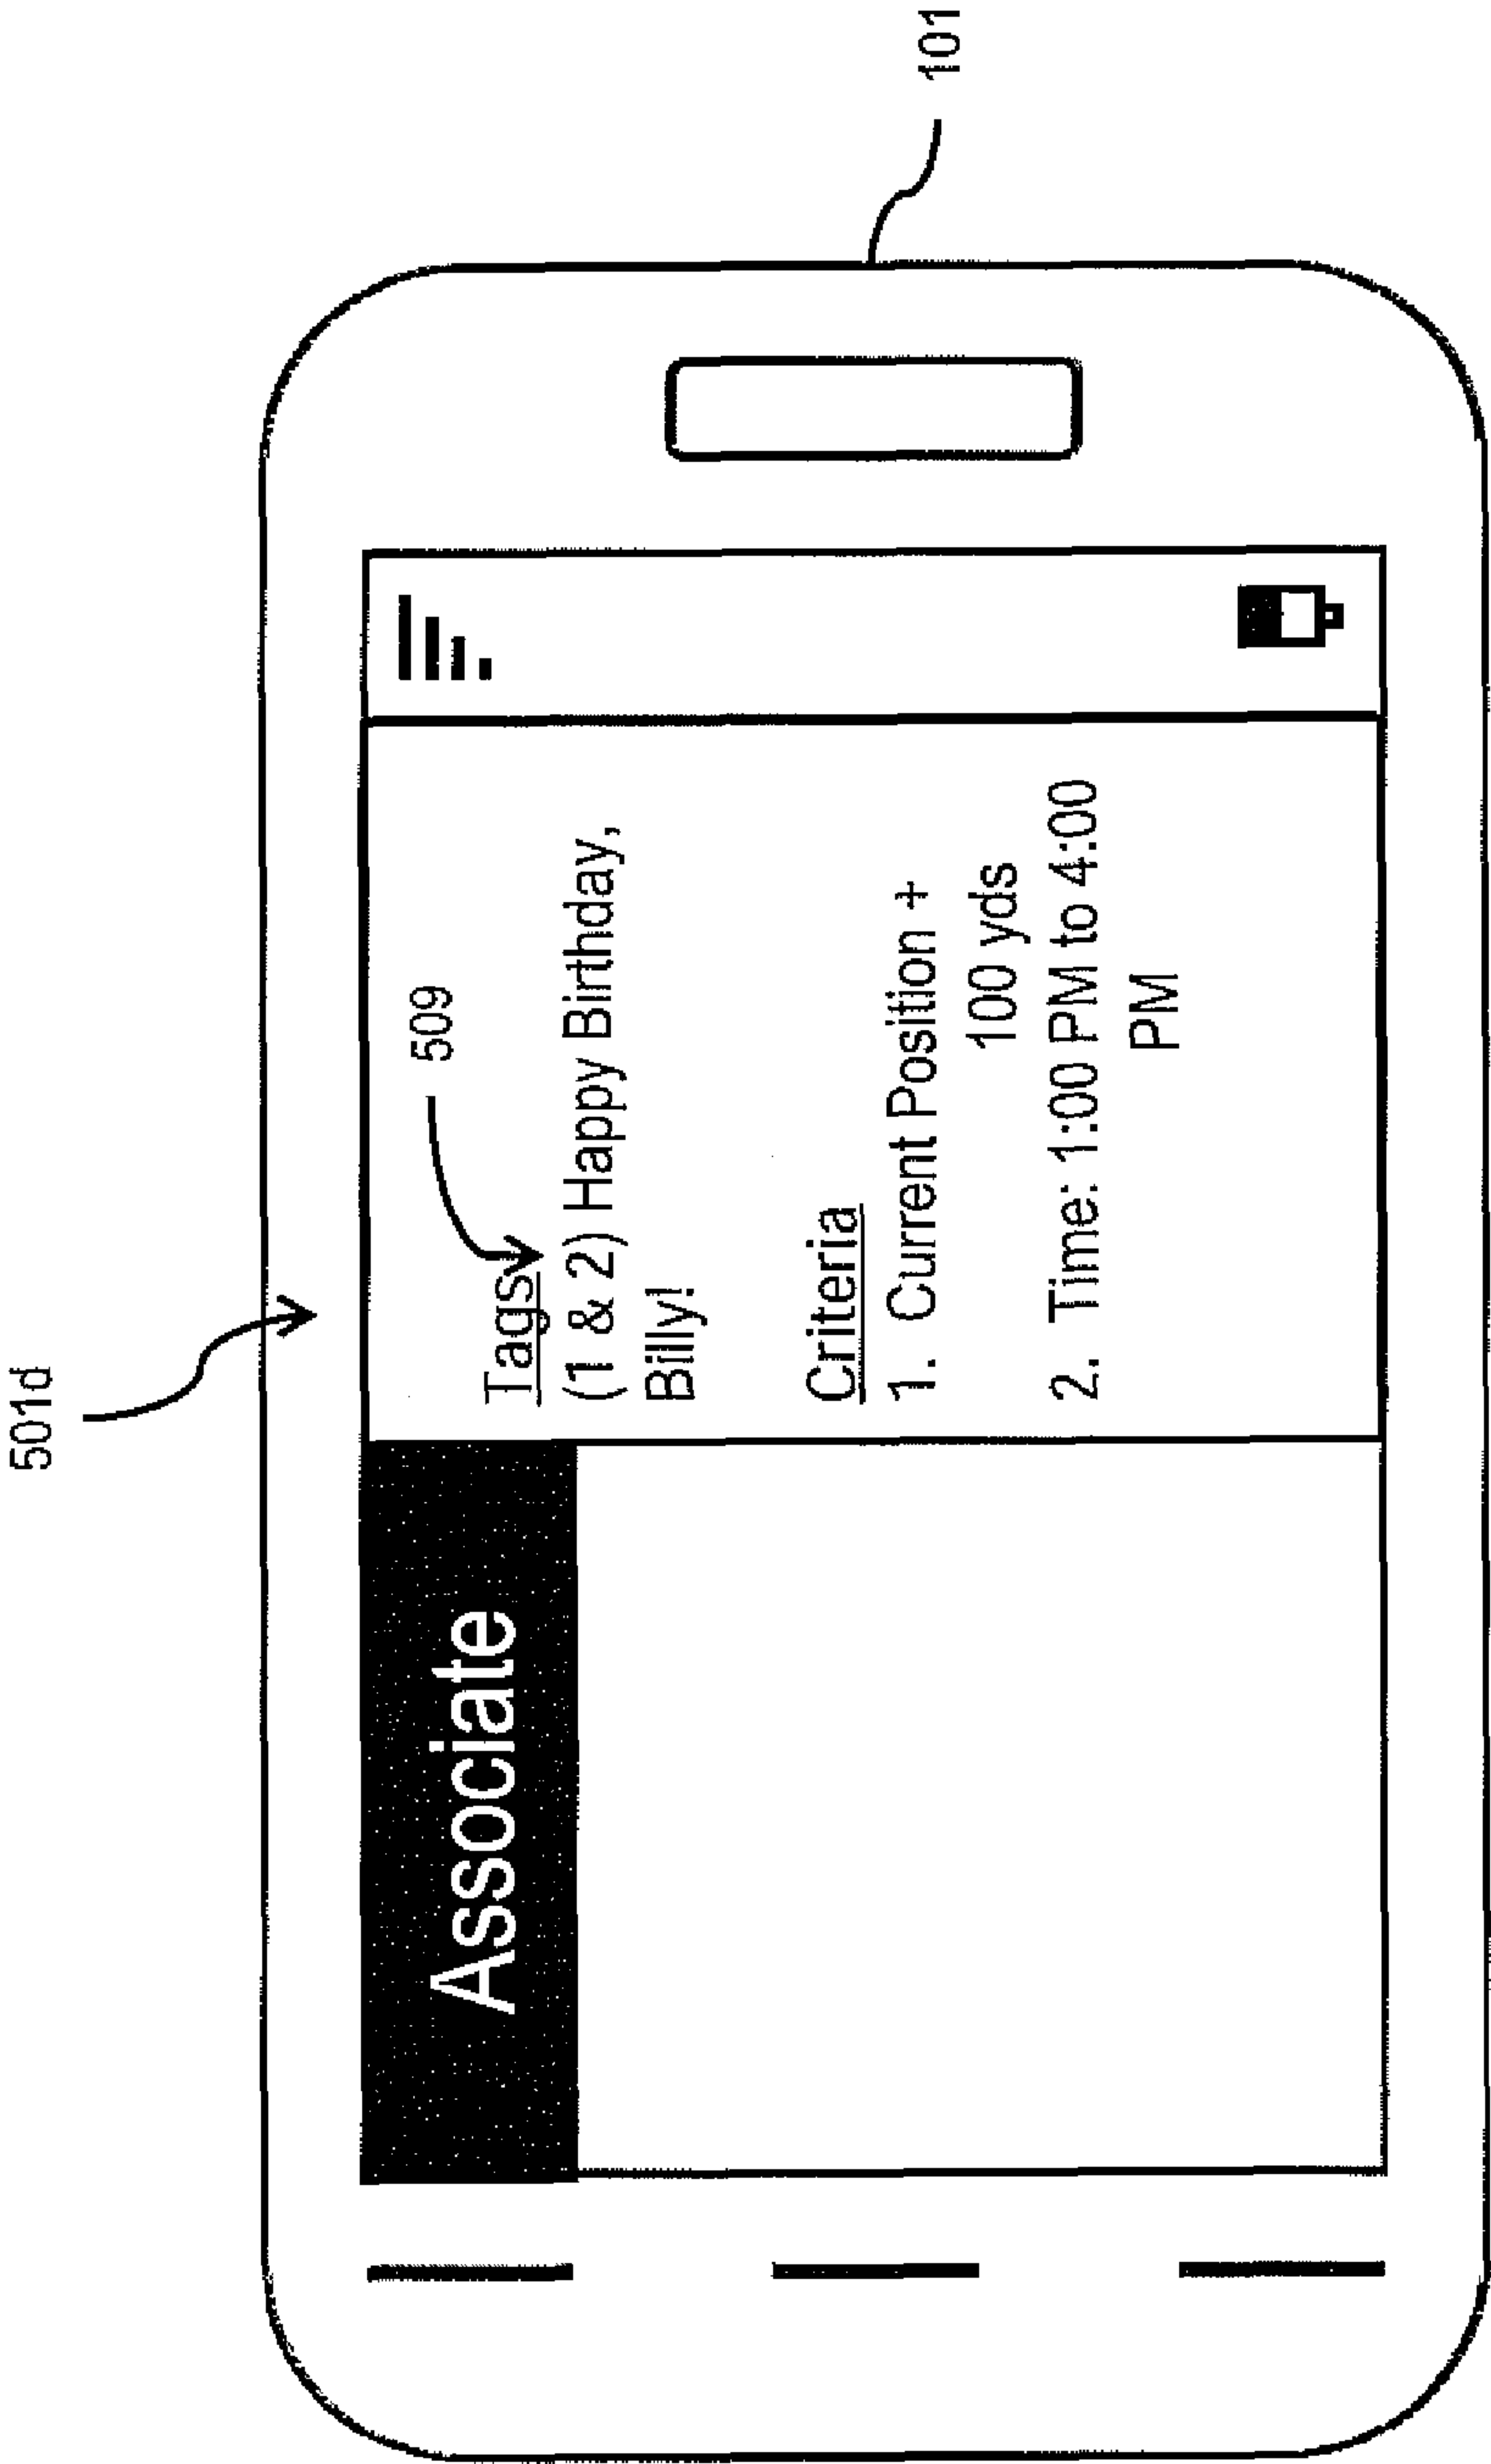 501d
101
509
Tags
(1 & 2) Happy Birthday,
Billy!
Criteria
1. Current Position +
100 yds
2. Time: 1:00 PM to 4:00
PM
Associate